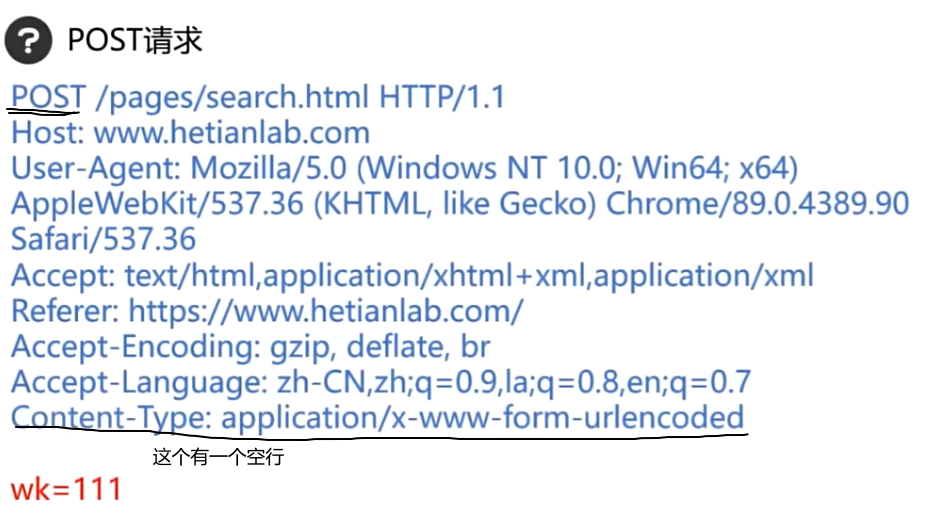 POST请求
POST /pages/search.html HTTP/1.1
Host: www.hetianlab.com
User-Agent: Mozilla/5.0 (Windows NT 10.0; Win64; x64)
AppleWebKit/537.36 (KHTML, like Gecko) Chrome/89.0.4389.90
Safari/537.36
Accept: text/html,application/xhtml+xml,application/xml
Referer: https://www.hetianlab.com/
Accept-Encoding: gzip, deflate, br
Accept-Language: zh-CN,zh;q=0.9,la;q=0.8,en;q=0.7
Content-Type: application/x-www-form-urlencoded
这个有一个空行
wk=111